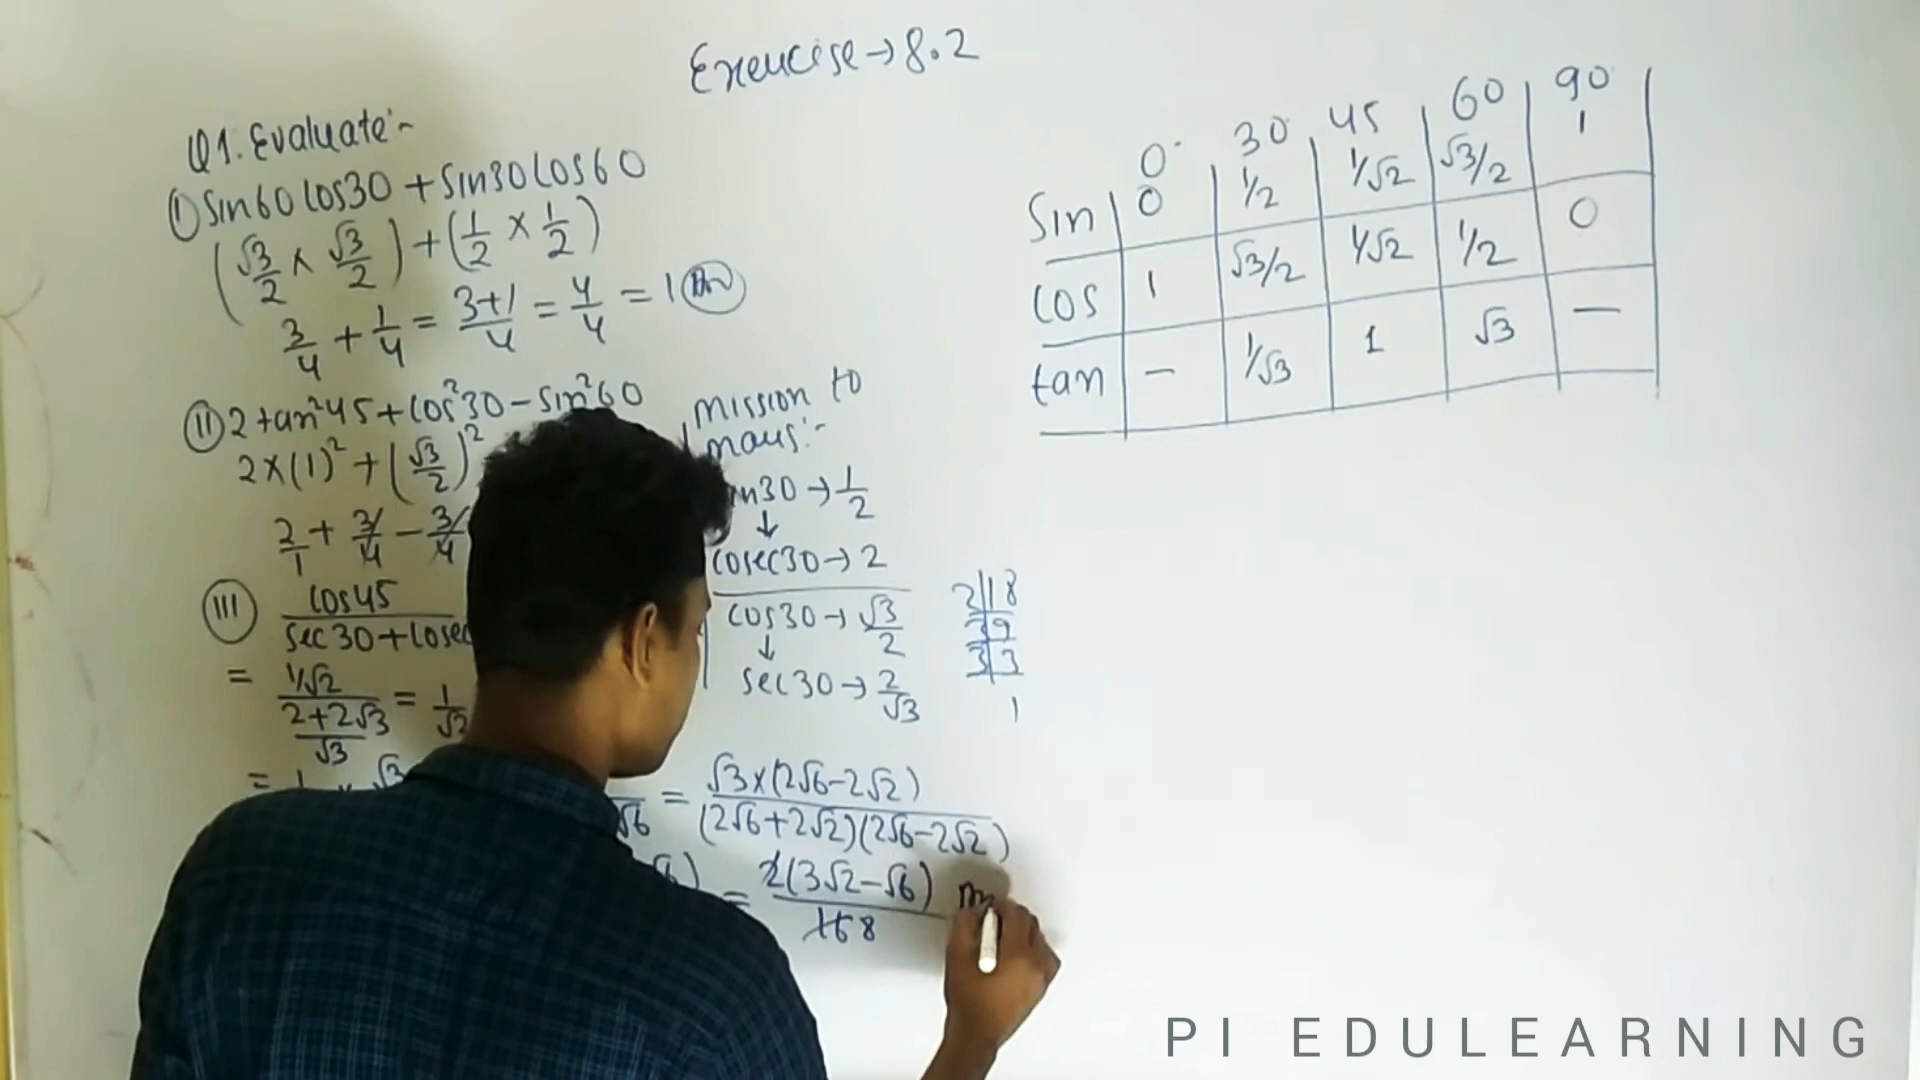 Exercise→8.2
Q1. Evaluate:-
(I) Sin60 Cos30 + Sin30 Cos60
(√3/2 × √3/2) + (1/2 × 1/2)
3/4 + 1/4 = 3+1/4 = 4/4 = 1 Ans
(II) 2tan²45 + Cos²30 - Sin²60
2×(1)² + (√3/2)²
2/1 + 3/4 - 3/4
(III) Cos45
Sec30+Cosec
= 1/√2
2+2√3
√3
= 1/√2
= 1 × √3
√6 = √3×(2√6-2√2)
(2√6+2√2)(2√6-2√2)
= 2(3√2-√6)
16 8
mission to
30 → 1/2
↓
Cosec30 → 2
Cos30 → √3/2
↓
Sec30 → 2/√3
2 18
3 9
3 3
1
0° 30 45 60 90
Sin 0 1/2 1/√2 √3/2 1
Cos 1 √3/2 1/√2 1/2 0
tan — 1/√3 1 √3 —
PI EDULEARNING